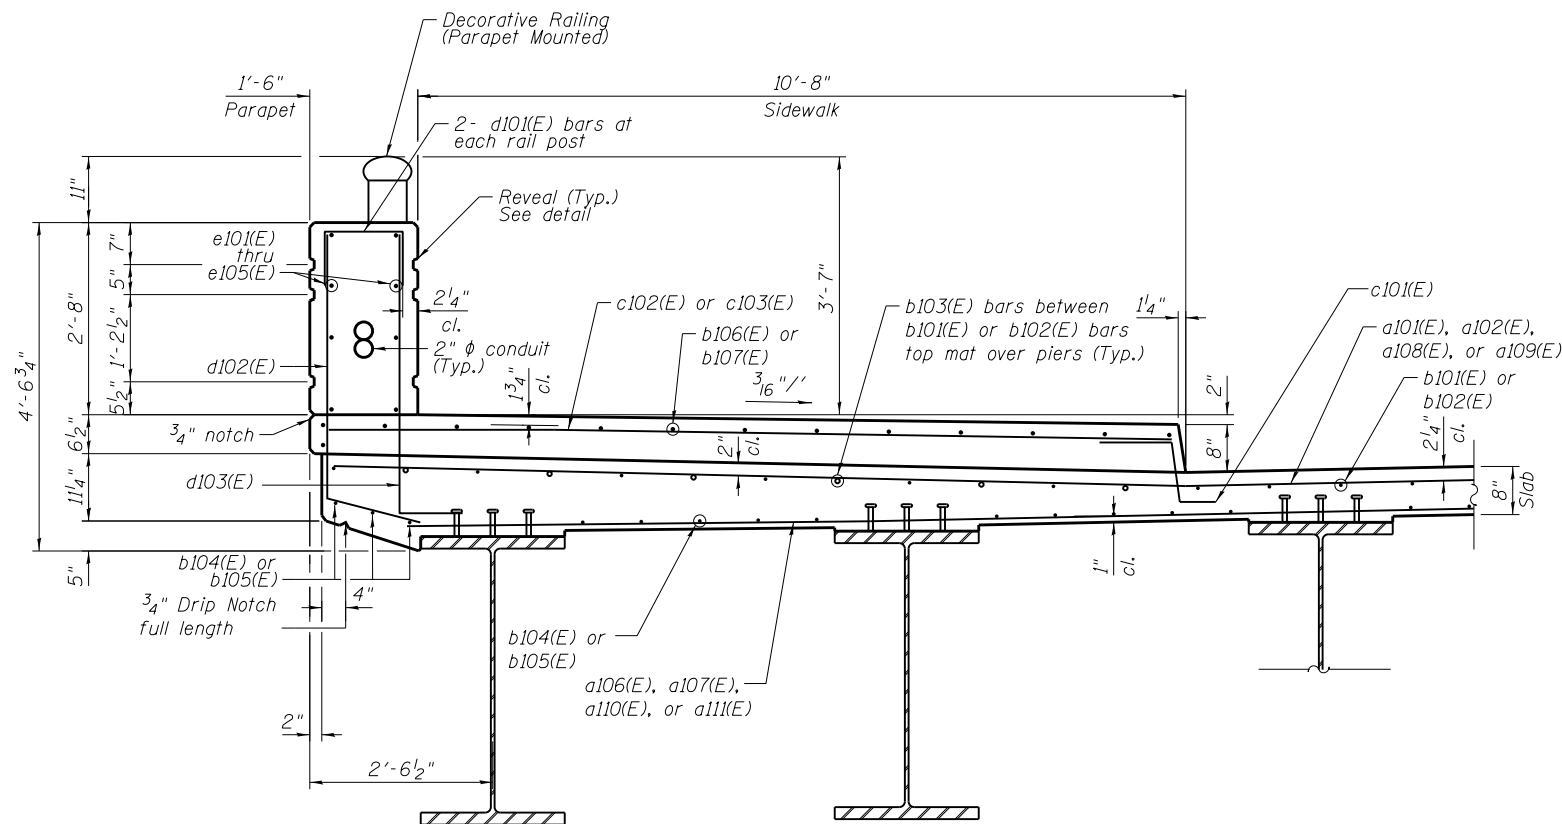 Decorative Railing
(Parapet Mounted)
1'-6"
Parapet
10'-8"
Sidewalk
2- d101(E) bars at
each rail post
11"
Reveal (Typ.)
See detail
7"
e101(E)
thru
e105(E)
5"
2'-8"
1'-2½"
5½"
2¼"
cl.
3'-7"
c102(E) or c103(E)
b103(E) bars between
b101(E) or b102(E) bars
top mat over piers (Typ.)
1¼"
c101(E)
a101(E), a102(E),
a108(E), or a109(E)
b106(E) or
b107(E)
2" ϕ conduit
(Typ.)
d102(E)
1¾"
cl.
3/16"/'
b101(E) or
b102(E)
4'-6¾"
2"
¾" notch
6½"
2"
cl.
8"
2¼"
cl.
d103(E)
11¼"
8"
Slab
b104(E) or
b105(E)
5"
4"
1"
cl.
¾" Drip Notch
full length
b104(E) or
b105(E)
a106(E), a107(E),
a110(E), or a111(E)
2"
2'-6½"